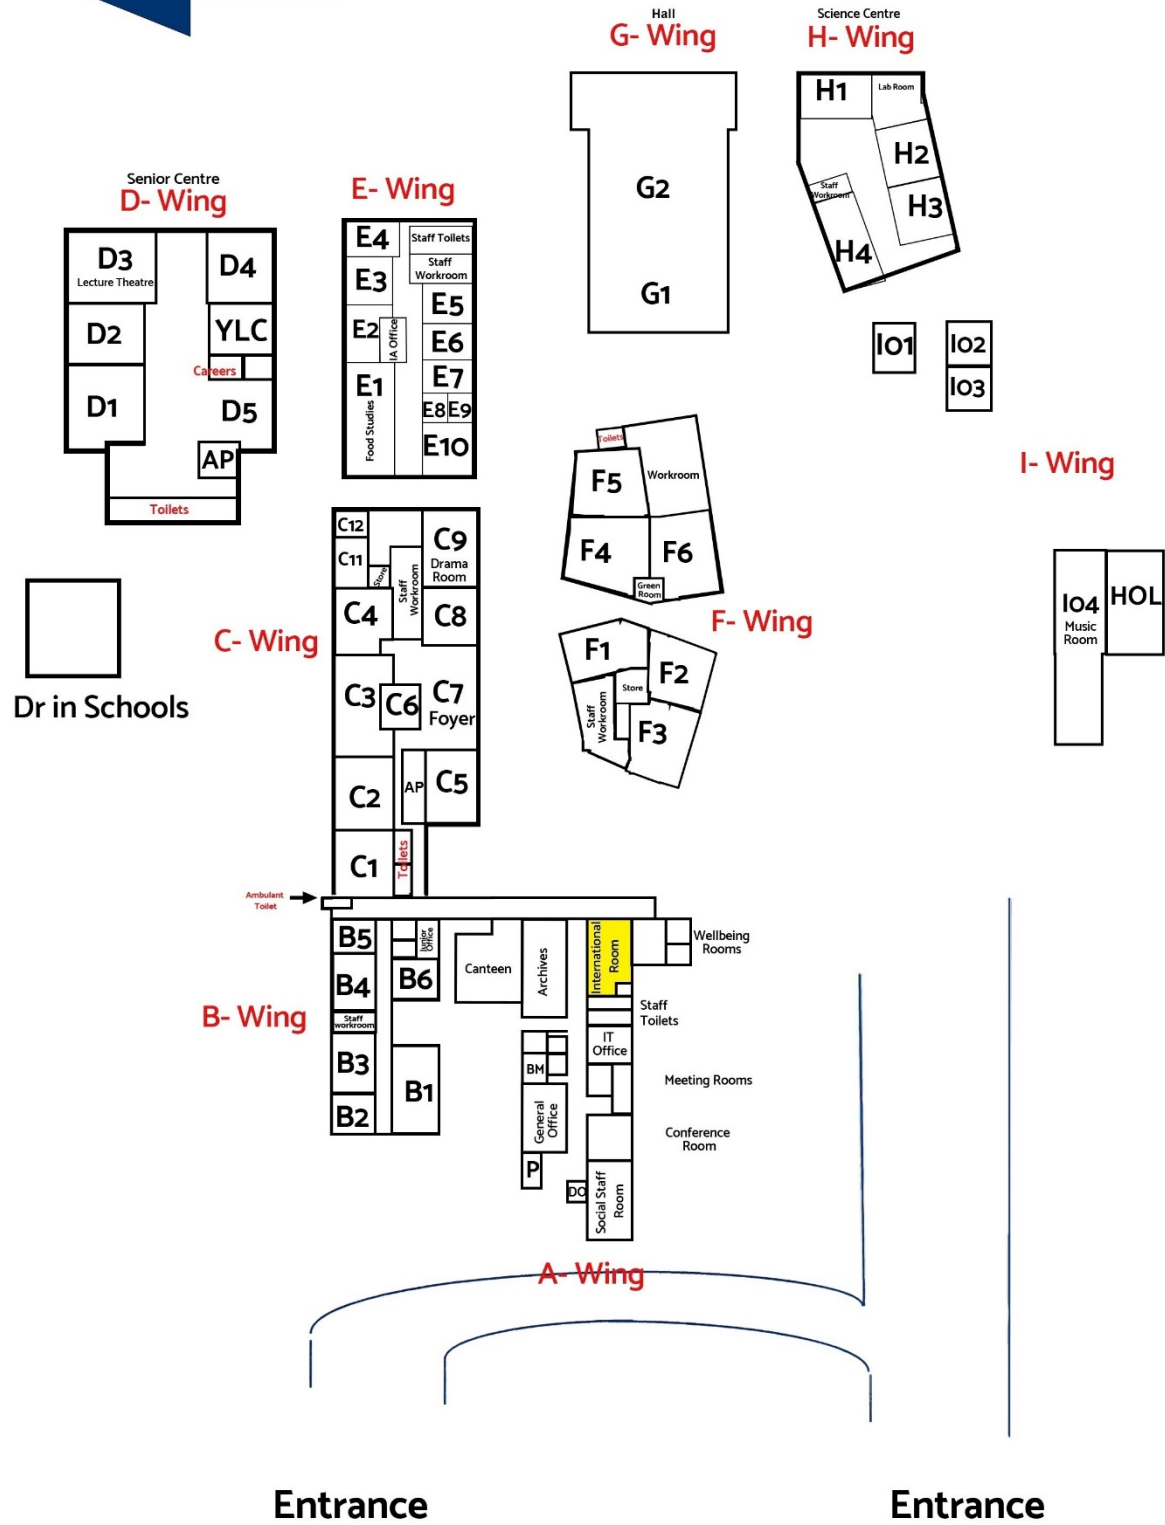 Hall
G- Wing
Science Centre
H- Wing
G2
G1
H1
Lab Room
H2
Staff
Workroom
H3
H4
Senior Centre
D- Wing
D3
Lecture Theatre
D4
D2
YLC
Careers
D1
D5
AP
Toilets
E- Wing
E4
Staff Toilets
Staff
Workroom
E3
E5
E2
IA Office
E6
E1
Food Studies
E7
E8
E9
E10
I01
I02
I03
I- Wing
I04
Music
Room
HOL
Toilets
F5
Workroom
F4
F6
Green
Room
F- Wing
F1
F2
Store
Staff
Workroom
F3
Dr in Schools
C- Wing
C12
C9
Drama
Room
C11
Store
Staff
Workroom
C4
C8
C3
C6
C7
Foyer
C2
AP
C5
C1
Toilets
Ambulant
Toilet
B- Wing
B5
Junior
Office
B4
B6
Staff
workroom
B3
B1
B2
Canteen
Archives
International
Room
Wellbeing
Rooms
Staff
Toilets
IT
Office
BM
Meeting Rooms
General
Office
Conference
Room
P
DO
Social Staff
Room
A- Wing
Entrance
Entrance